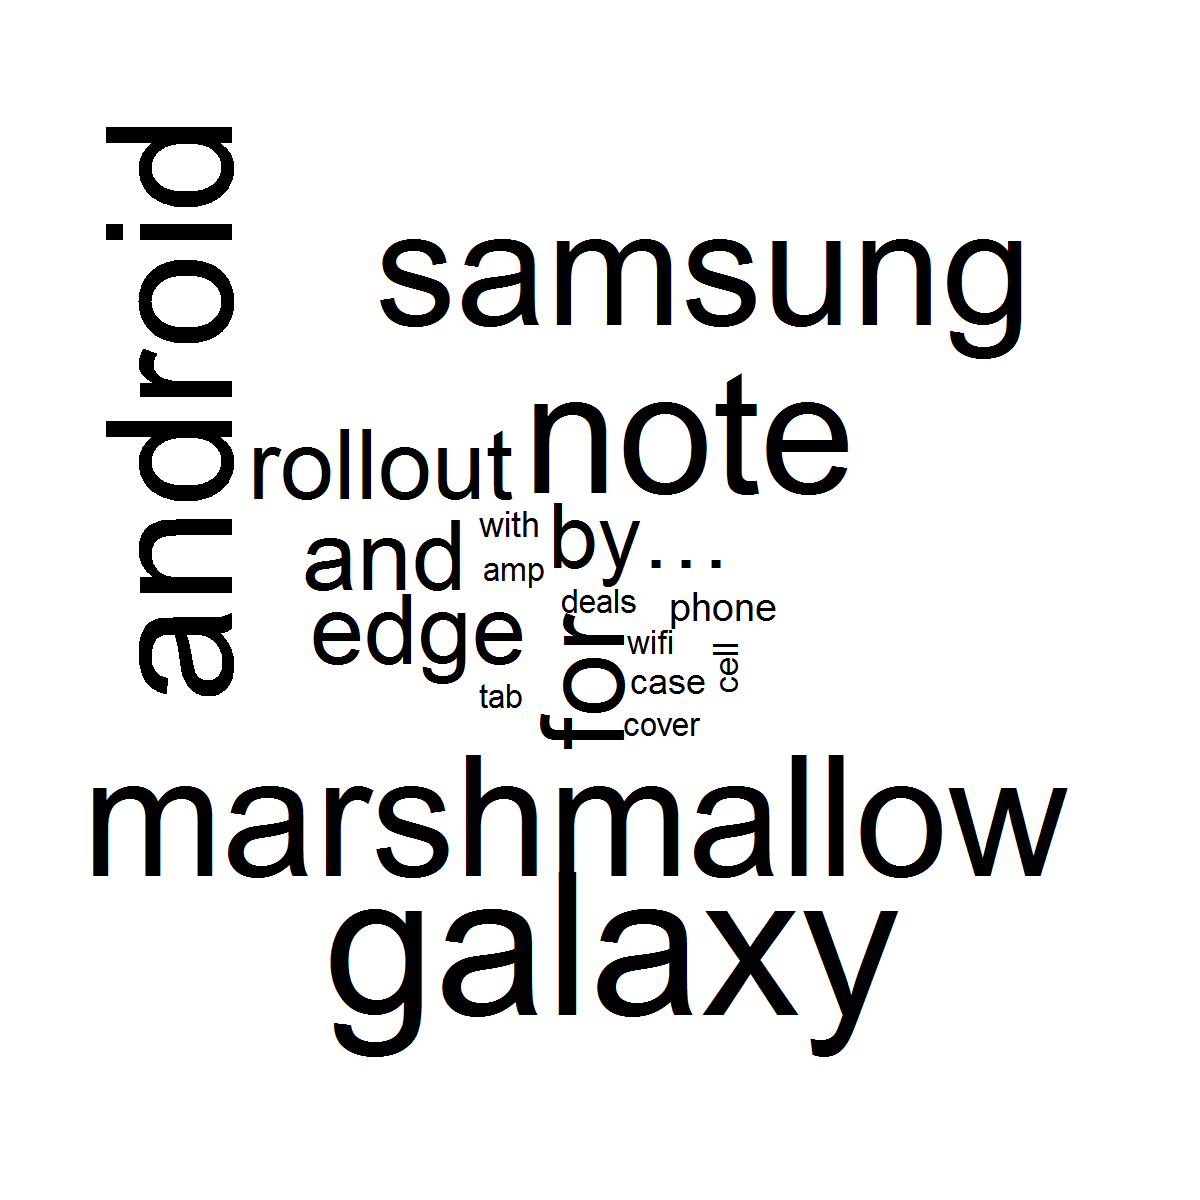 android
samsung
note
rollout
with
by…
and
amp
deals
phone
edge
for
wifi
cell
case
tab
cover
marshmallow
galaxy